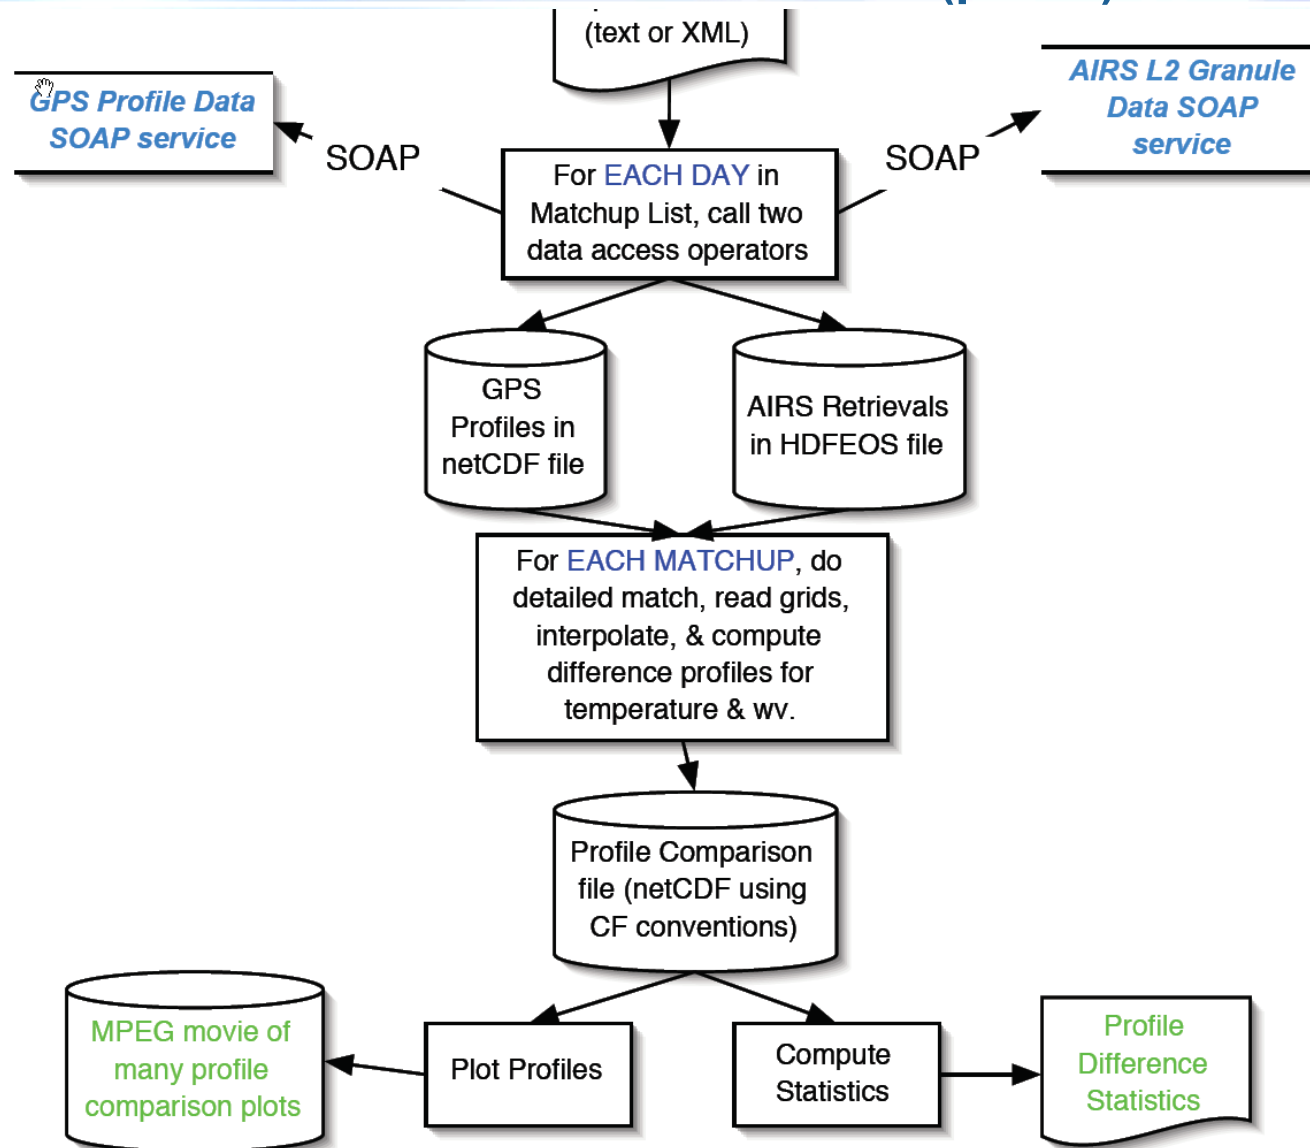 (text or XML)
GPS Profile Data
SOAP service
AIRS L2 Granule
Data SOAP
service
SOAP
SOAP
For EACH DAY in
Matchup List, call two
data access operators
GPS
Profiles in
netCDF file
AIRS Retrievals
in HDFEOS file
For EACH MATCHUP, do
detailed match, read grids,
interpolate, & compute
difference profiles for
temperature & wv.
Profile Comparison
file (netCDF using
CF conventions)
MPEG movie of
many profile
comparison plots
Plot Profiles
Compute
Statistics
Profile
Difference
Statistics